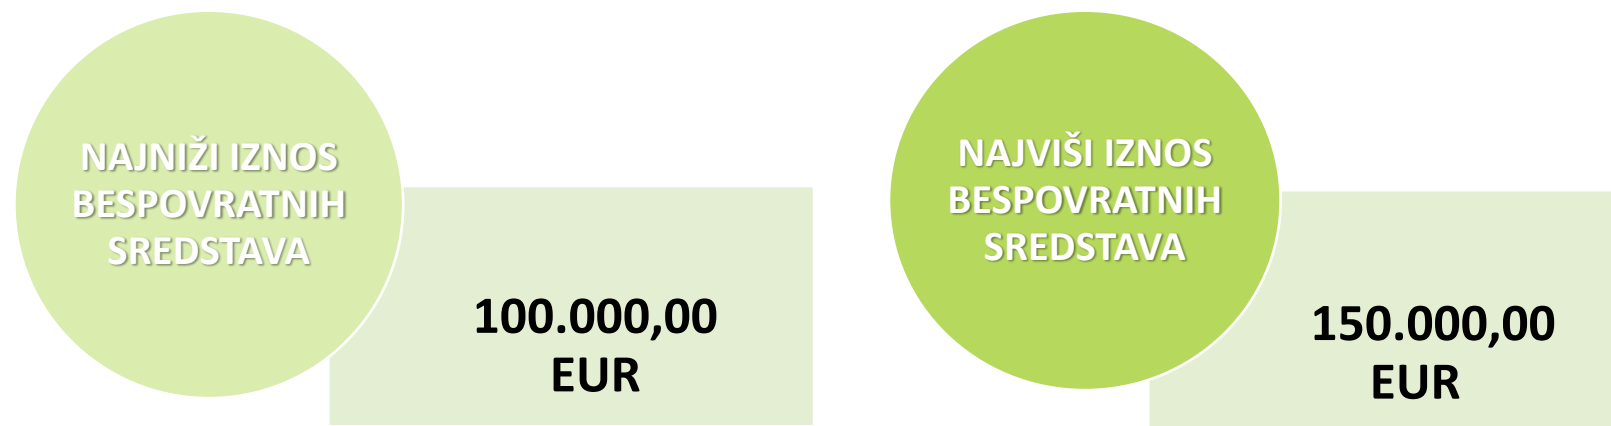 NAJNIŽI IZNOS
BESPOVRATNIH
SREDSTAVA
100.000,00
EUR
NAJVIŠI IZNOS
BESPOVRATNIH
SREDSTAVA
150.000,00
EUR